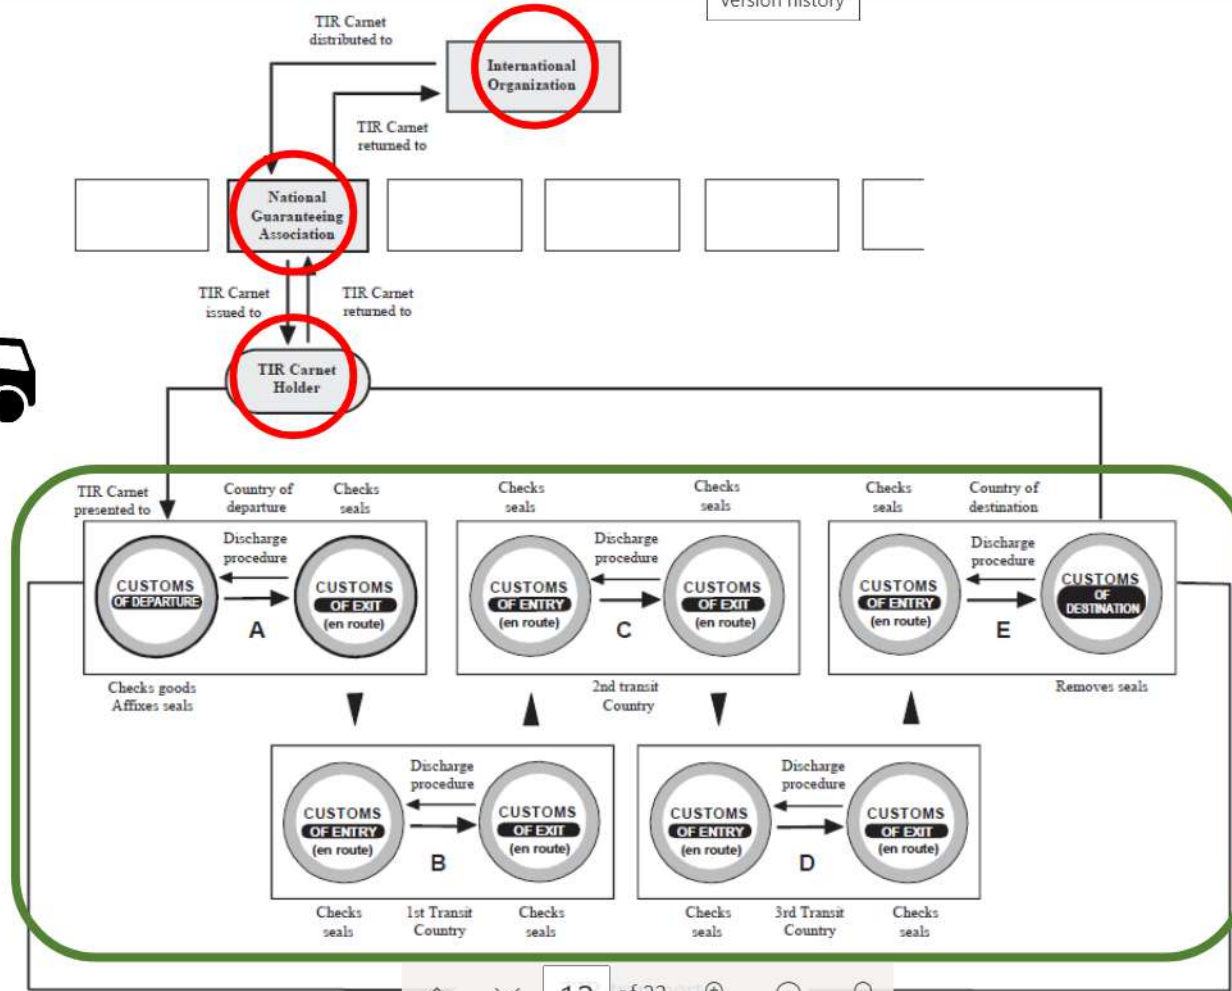 version history
TIR Carnet
distributed to
International
Organization
TIR Carnet
returned to
National
Guaranteeing
Association
TIR Carnet
issued to
TIR Carnet
returned to
TIR Carnet
Holder
TIR Carnet
presented to
Country of
departure
Checks
seals
Checks
seals
Checks
seals
Checks
seals
Country of
destination
Discharge
procedure
CUSTOMS
OF DEPARTURE
CUSTOMS
OF EXIT
(en route)
A
Discharge
procedure
CUSTOMS
OF ENTRY
(en route)
CUSTOMS
OF EXIT
(en route)
C
Discharge
procedure
CUSTOMS
OF ENTRY
(en route)
CUSTOMS
OF
DESTINATION
E
Checks goods
Affixes seals
2nd transit
Country
Removes seals
Discharge
procedure
CUSTOMS
OF ENTRY
(en route)
CUSTOMS
OF EXIT
(en route)
B
Discharge
procedure
CUSTOMS
OF ENTRY
(en route)
CUSTOMS
OF EXIT
(en route)
D
Checks
seals
1st Transit
Country
Checks
seals
Checks
seals
3rd Transit
Country
Checks
seals
of